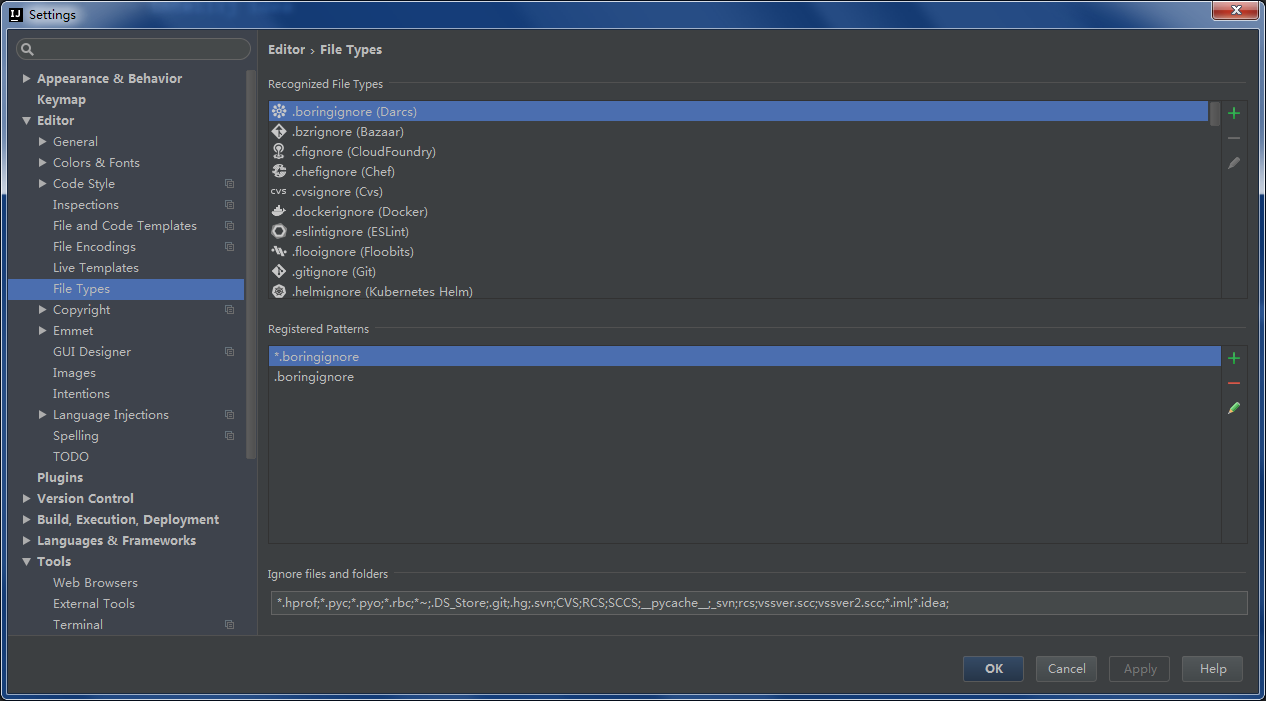 Settings
Appearance & Behavior
Keymap
Editor
General
Colors & Fonts
Code Style
Inspections
File and Code Templates
File Encodings
Live Templates
File Types
Copyright
Emmet
GUI Designer
Images
Intentions
Language Injections
Spelling
TODO
Plugins
Version Control
Build, Execution, Deployment
Languages & Frameworks
Tools
Web Browsers
External Tools
Terminal
Editor › File Types
Recognized File Types
.boringignore (Darcs)
.bzrignore (Bazaar)
.cfignore (CloudFoundry)
.chefignore (Chef)
CVS .cvsignore (Cvs)
.dockerignore (Docker)
.eslintignore (ESLint)
.flooignore (Floobits)
.gitignore (Git)
.helmignore (Kubernetes Helm)
Registered Patterns
*.boringignore
.boringignore
Ignore files and folders
*.hprof;*.pyc;*.pyo;*.rbc;*~;.DS_Store;.git;.hg;.svn;CVS;RCS;SCCS;__pycache__;_svn;rcs;vssver.scc;vssver2.scc;*.iml;*.idea;
OK
Cancel
Apply
Help